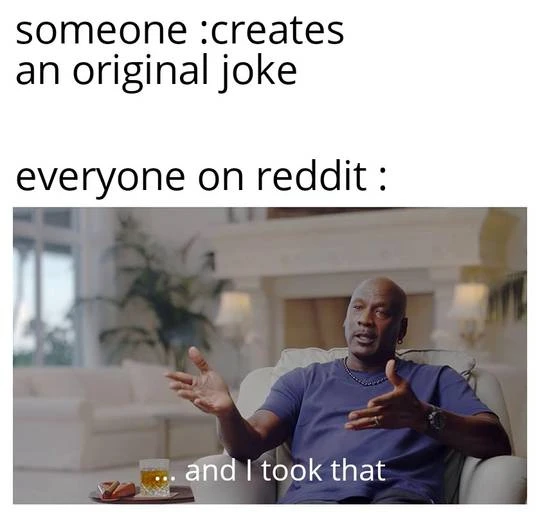 someone :creates
an original joke
everyone on reddit :
... and I took that